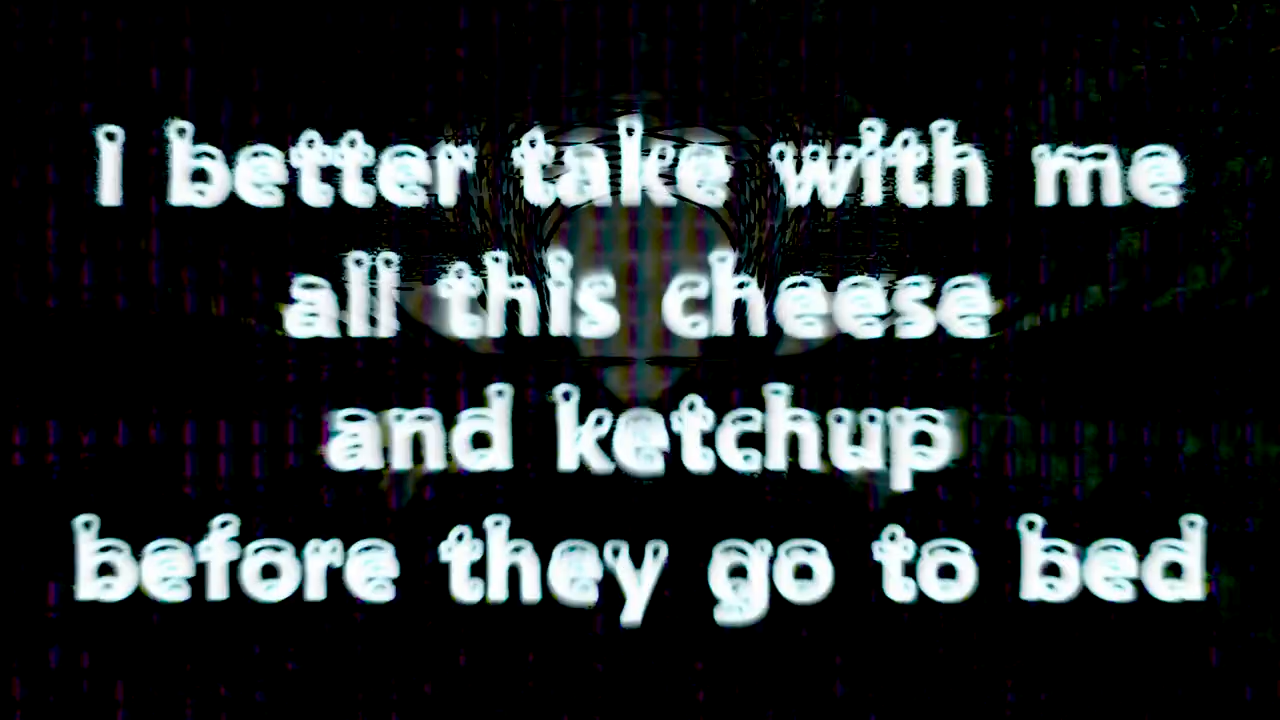 I better take with me
all this cheese
and ketchup
before they go to bed